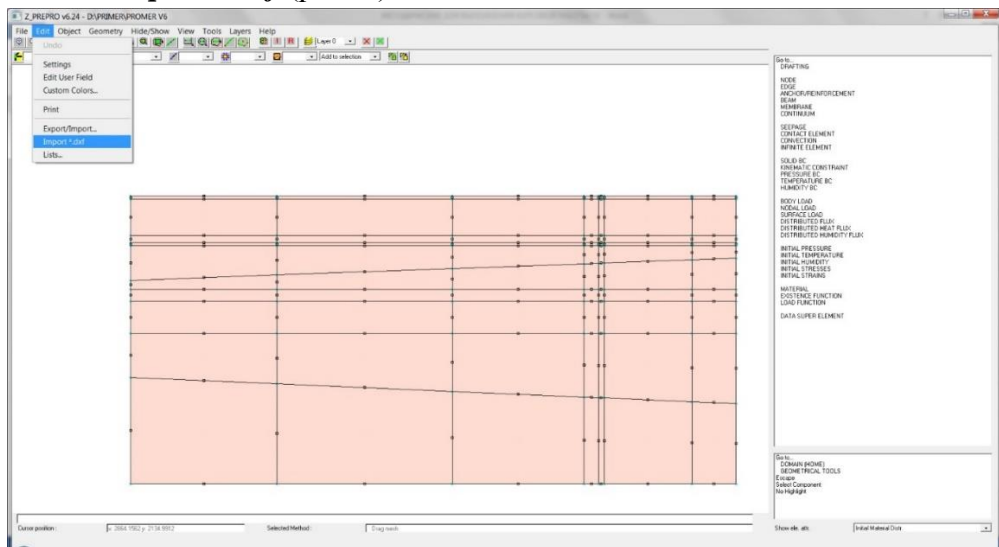 Z_PREPRO v6.24 - D:\PRIMER\PROMER V6
File Edit Object Geometry Hide/Show View Tools Layers Help
Layer 0
Undo
Add to selection
Settings
Edit User Field
Custom Colors...
Print
Export/Import...
Import *.dxf
Lists...
Go to...
DRAFTING
NODE
EDGE
ANCHOR/REINFORCEMENT
BEAM
MEMBRANE
CONTINUUM
SEEPAGE
CONTACT ELEMENT
CONVECTION
INFINITE ELEMENT
SOLID BC
KINEMATIC CONSTRAINT
PRESSURE BC
TEMPERATURE BC
HUMIDITY BC
BODY LOAD
NODAL LOAD
SURFACE LOAD
DISTRIBUTED FLUX
DISTRIBUTED HEAT FLUX
DISTRIBUTED HUMIDITY FLUX
INITIAL PRESSURE
INITIAL TEMPERATURE
INITIAL HUMIDITY
INITIAL STRESSES
INITIAL STRAINS
MATERIAL
EXISTENCE FUNCTION
LOAD FUNCTION
DATA SUPER ELEMENT
Go to...
DOMAIN (HOME)
GEOMETRICAL TOOLS
Escape
Select Component
No Highlight
Cursor position:
Selected Method:
Drag mesh
Show ele. attr.
Initial Material Distr.